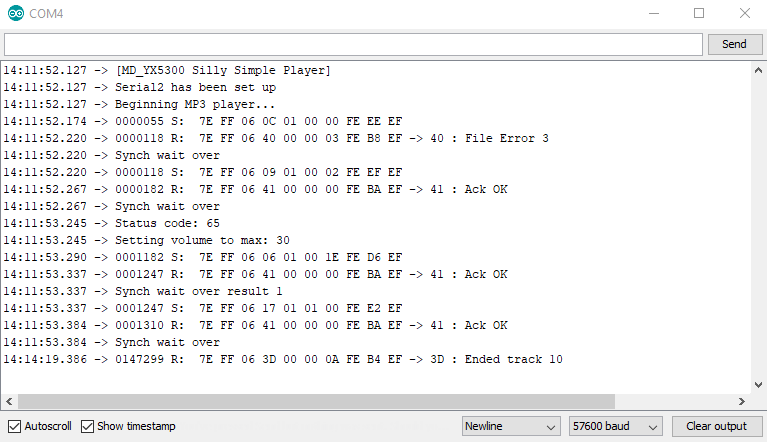 COM4
Send
14:11:52.127 -> [MD_YX5300 Silly Simple Player]
14:11:52.127 -> Serial2 has been set up
14:11:52.127 -> Beginning MP3 player...
14:11:52.174 -> 0000055 S:  7E FF 06 0C 01 00 00 FE EE EF
14:11:52.220 -> 0000118 R:  7E FF 06 40 00 00 03 FE B8 EF -> 40 : File Error 3
14:11:52.220 -> Synch wait over
14:11:52.220 -> 0000118 S:  7E FF 06 09 01 00 02 FE EF EF
14:11:52.267 -> 0000182 R:  7E FF 06 41 00 00 00 FE BA EF -> 41 : Ack OK
14:11:52.267 -> Synch wait over
14:11:53.245 -> Status code: 65
14:11:53.245 -> Setting volume to max: 30
14:11:53.290 -> 0001182 S:  7E FF 06 06 01 00 1E FE D6 EF
14:11:53.337 -> 0001247 R:  7E FF 06 41 00 00 00 FE BA EF -> 41 : Ack OK
14:11:53.337 -> Synch wait over result 1
14:11:53.337 -> 0001247 S:  7E FF 06 17 01 01 00 FE E2 EF
14:11:53.384 -> 0001310 R:  7E FF 06 41 00 00 00 FE BA EF -> 41 : Ack OK
14:11:53.384 -> Synch wait over
14:14:19.386 -> 0147299 R:  7E FF 06 3D 00 00 0A FE B4 EF -> 3D : Ended track 10
Autoscroll Show timestamp Newline 57600 baud Clear output